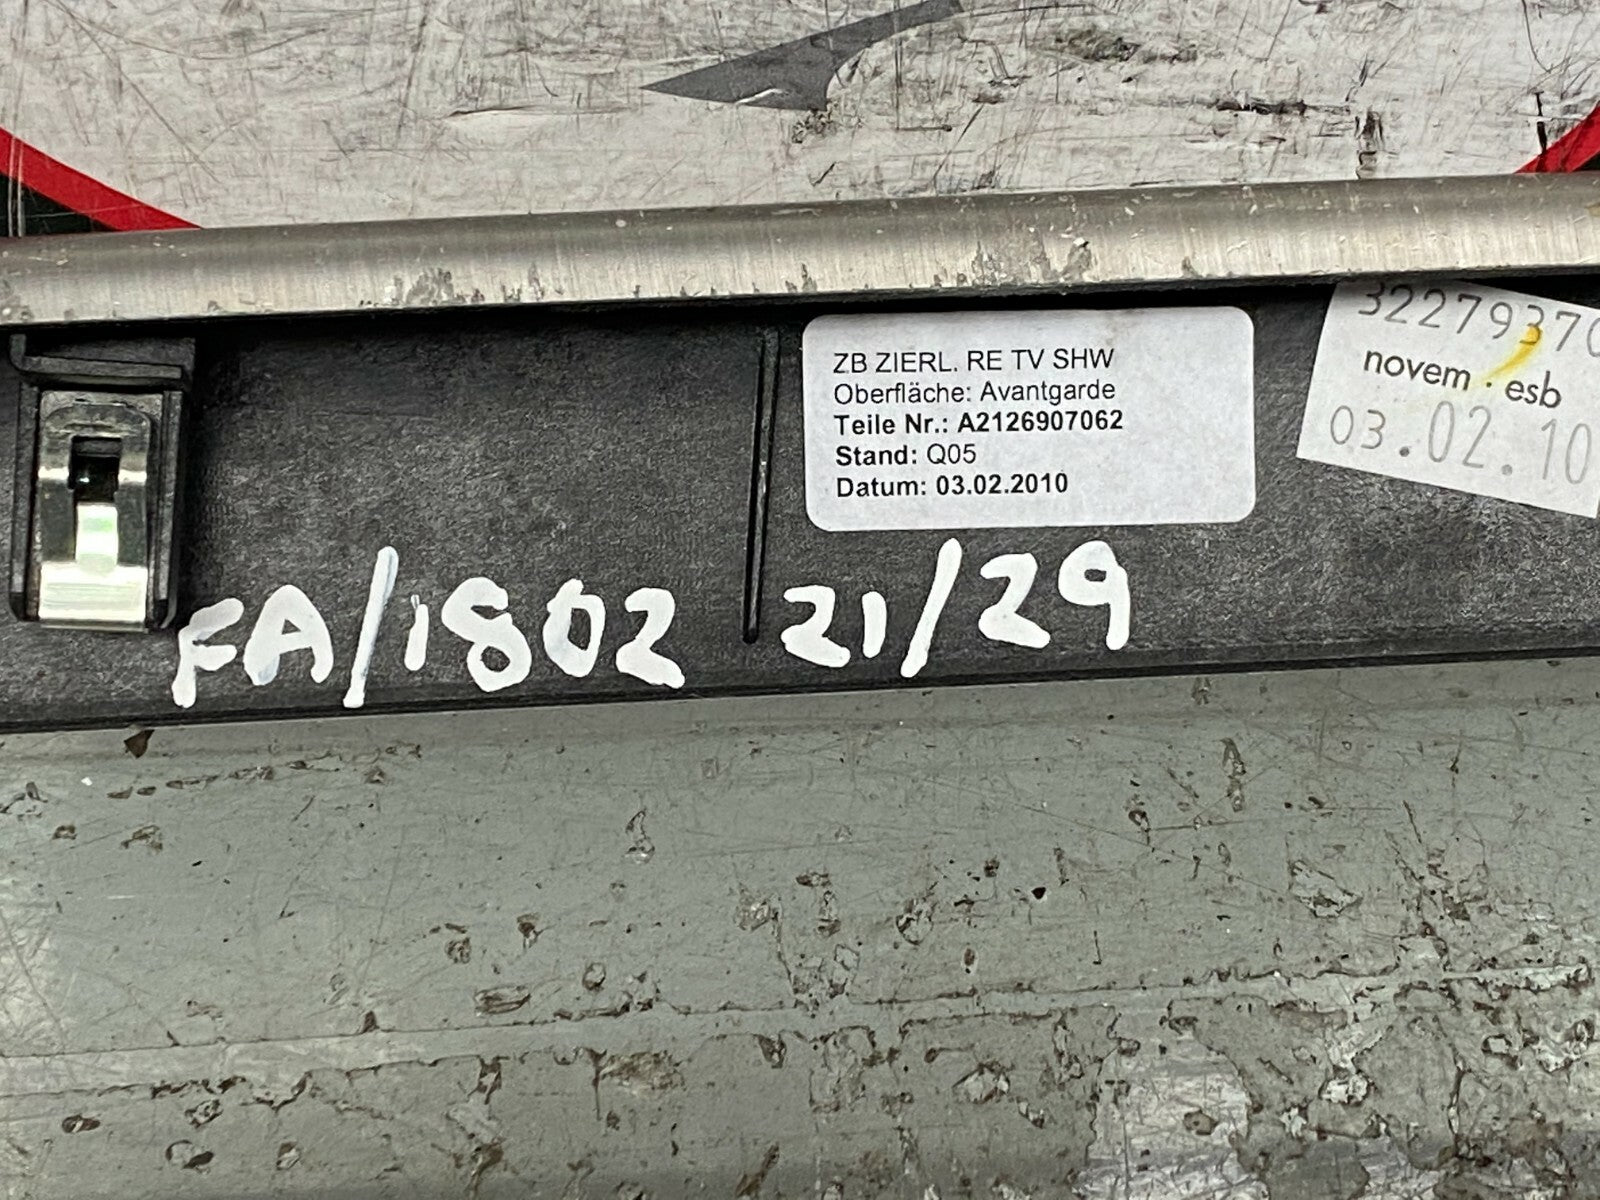 ZB ZIERL. RE TV SHW
Oberfläche: Avantgarde
Teile Nr.: A2126907062
Stand: Q05
Datum: 03.02.2010
32279370
novem · esb
03.02.10
FA/1802 21/29